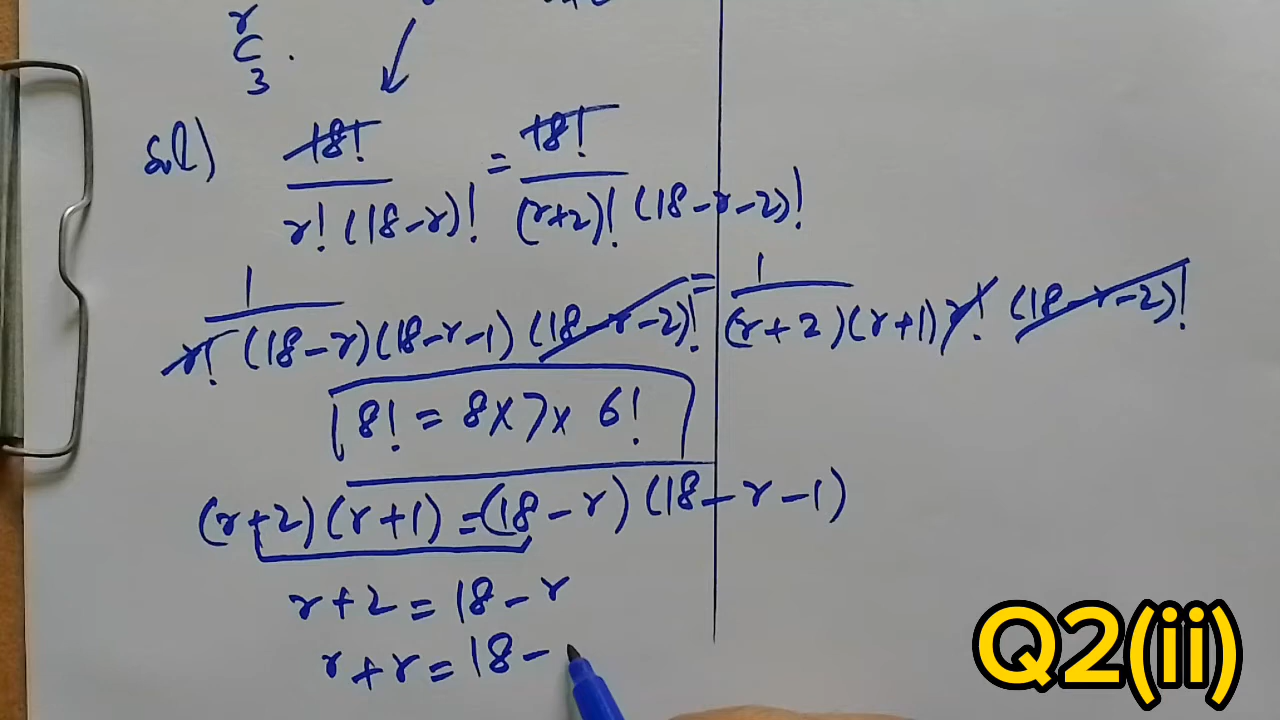 r
C .
3
Sol) 18! / r! (18-r)! = 18! / (r+2)! (18-r-2)!
1 / r! (18-r)(18-r-1) (18-r-2)! = 1 / (r+2)(r+1) r! (18-r-2)!
8! = 8×7× 6!
(r+2)(r+1) = (18-r)(18-r-1)
r+2 = 18-r
r+r = 18-
Q2(ii)